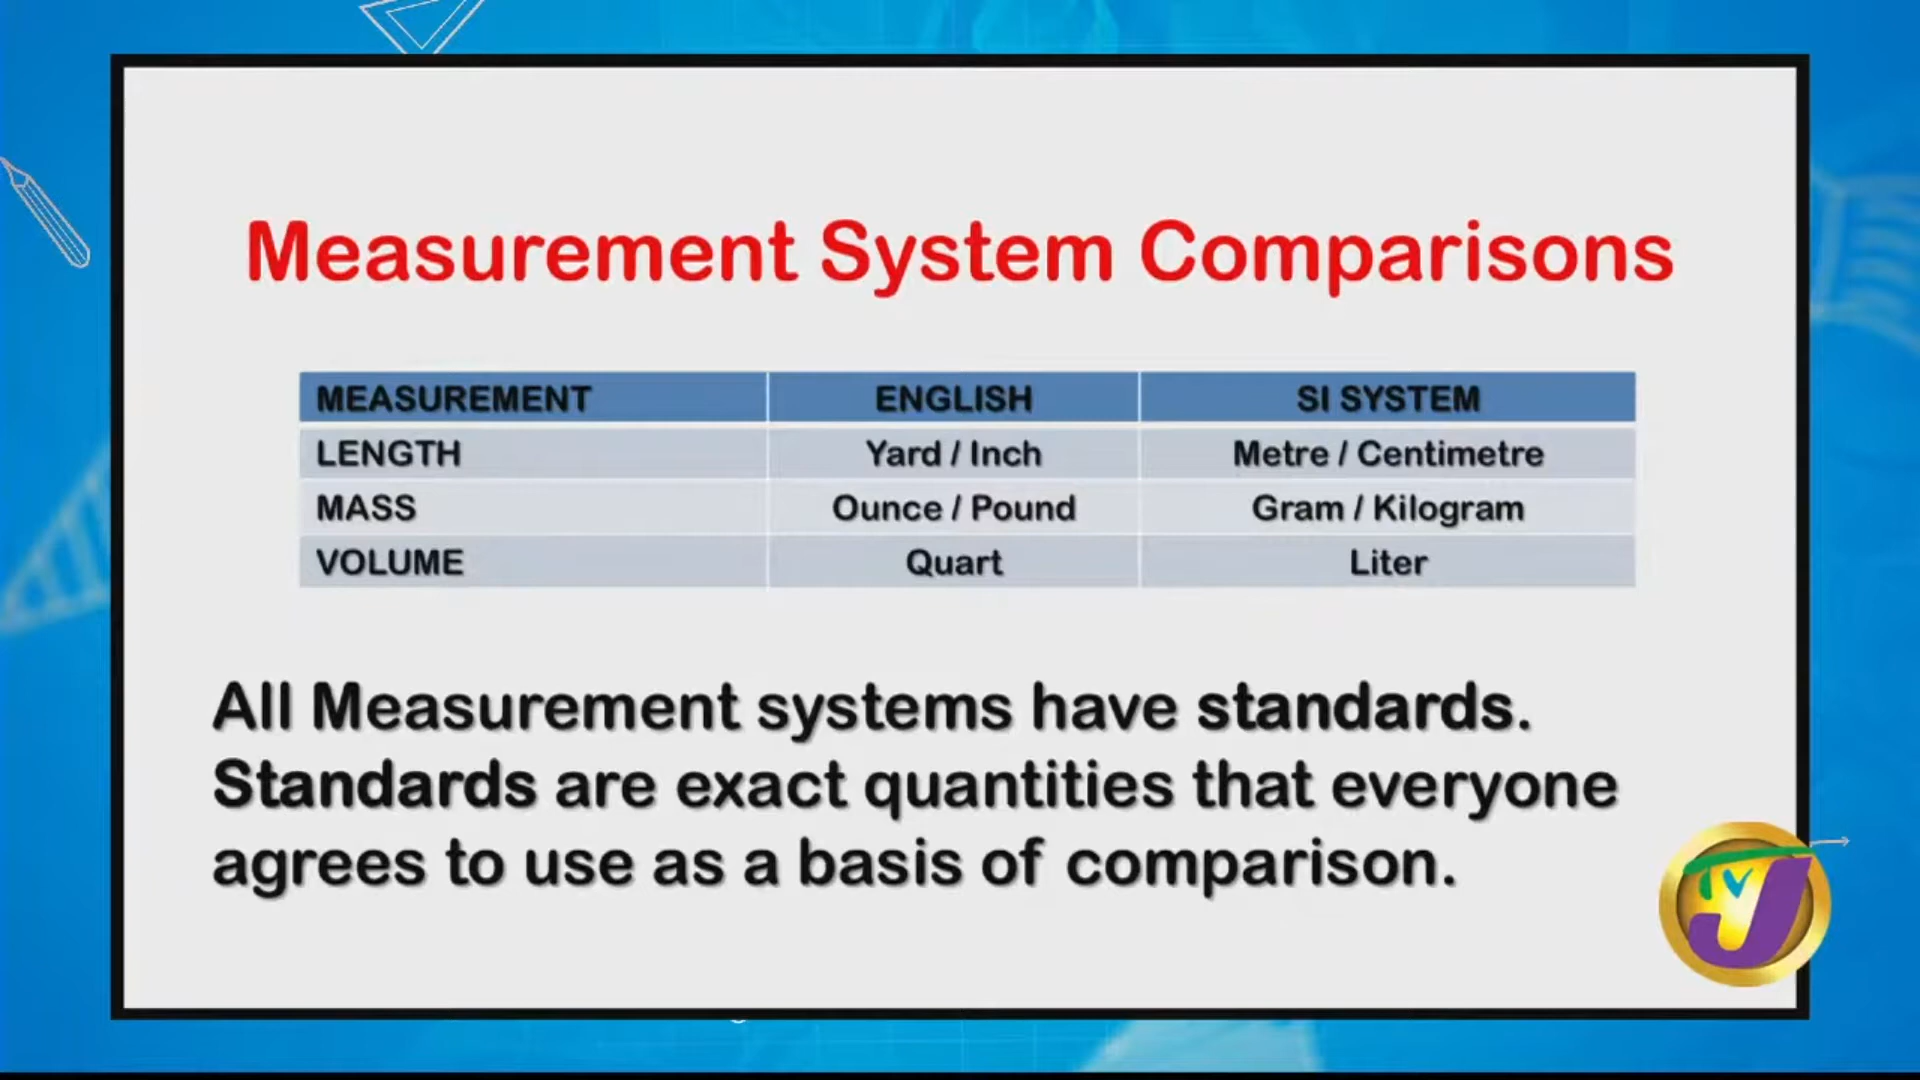 Measurement System Comparisons
MEASUREMENT ENGLISH SI SYSTEM
LENGTH Yard / Inch Metre / Centimetre
MASS Ounce / Pound Gram / Kilogram
VOLUME Quart Liter
All Measurement systems have standards.
Standards are exact quantities that everyone
agrees to use as a basis of comparison.
TVJ